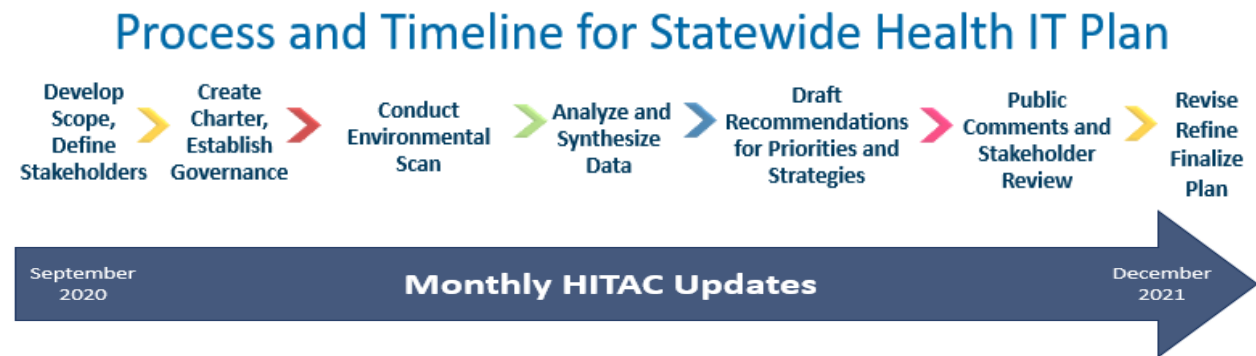 Process and Timeline for Statewide Health IT Plan
Develop
Scope,
Define
Stakeholders
Create
Charter,
Establish
Governance
Conduct
Environmental
Scan
Analyze and
Synthesize
Data
Draft
Recommendations
for Priorities and
Strategies
Public
Comments and
Stakeholder
Review
Revise
Refine
Finalize
Plan
September
2020
Monthly HITAC Updates
December
2021